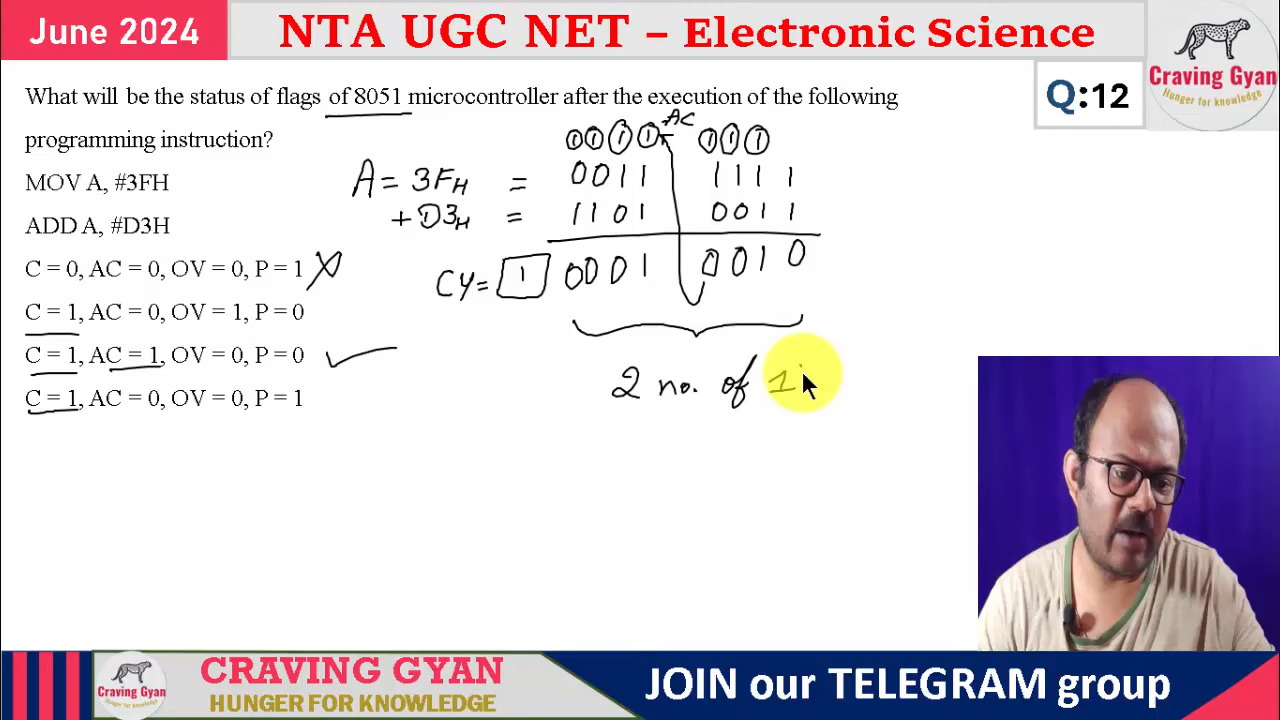 June 2024
NTA UGC NET – Electronic Science
Craving Gyan
Hunger for knowledge
Q:12
What will be the status of flags of 8051 microcontroller after the execution of the following
programming instruction?
MOV A, #3FH
ADD A, #D3H
C = 0, AC = 0, OV = 0, P = 1
C = 1, AC = 0, OV = 1, P = 0
C = 1, AC = 1, OV = 0, P = 0
C = 1, AC = 0, OV = 0, P = 1
AC
0 0 1 1 1 1 1
A = 3FH = 0011 1111
+ D3H = 1101 0011
CY = 1 0001 0010
2 no. of 1
Craving Gyan
CRAVING GYAN
HUNGER FOR KNOWLEDGE
JOIN our TELEGRAM group